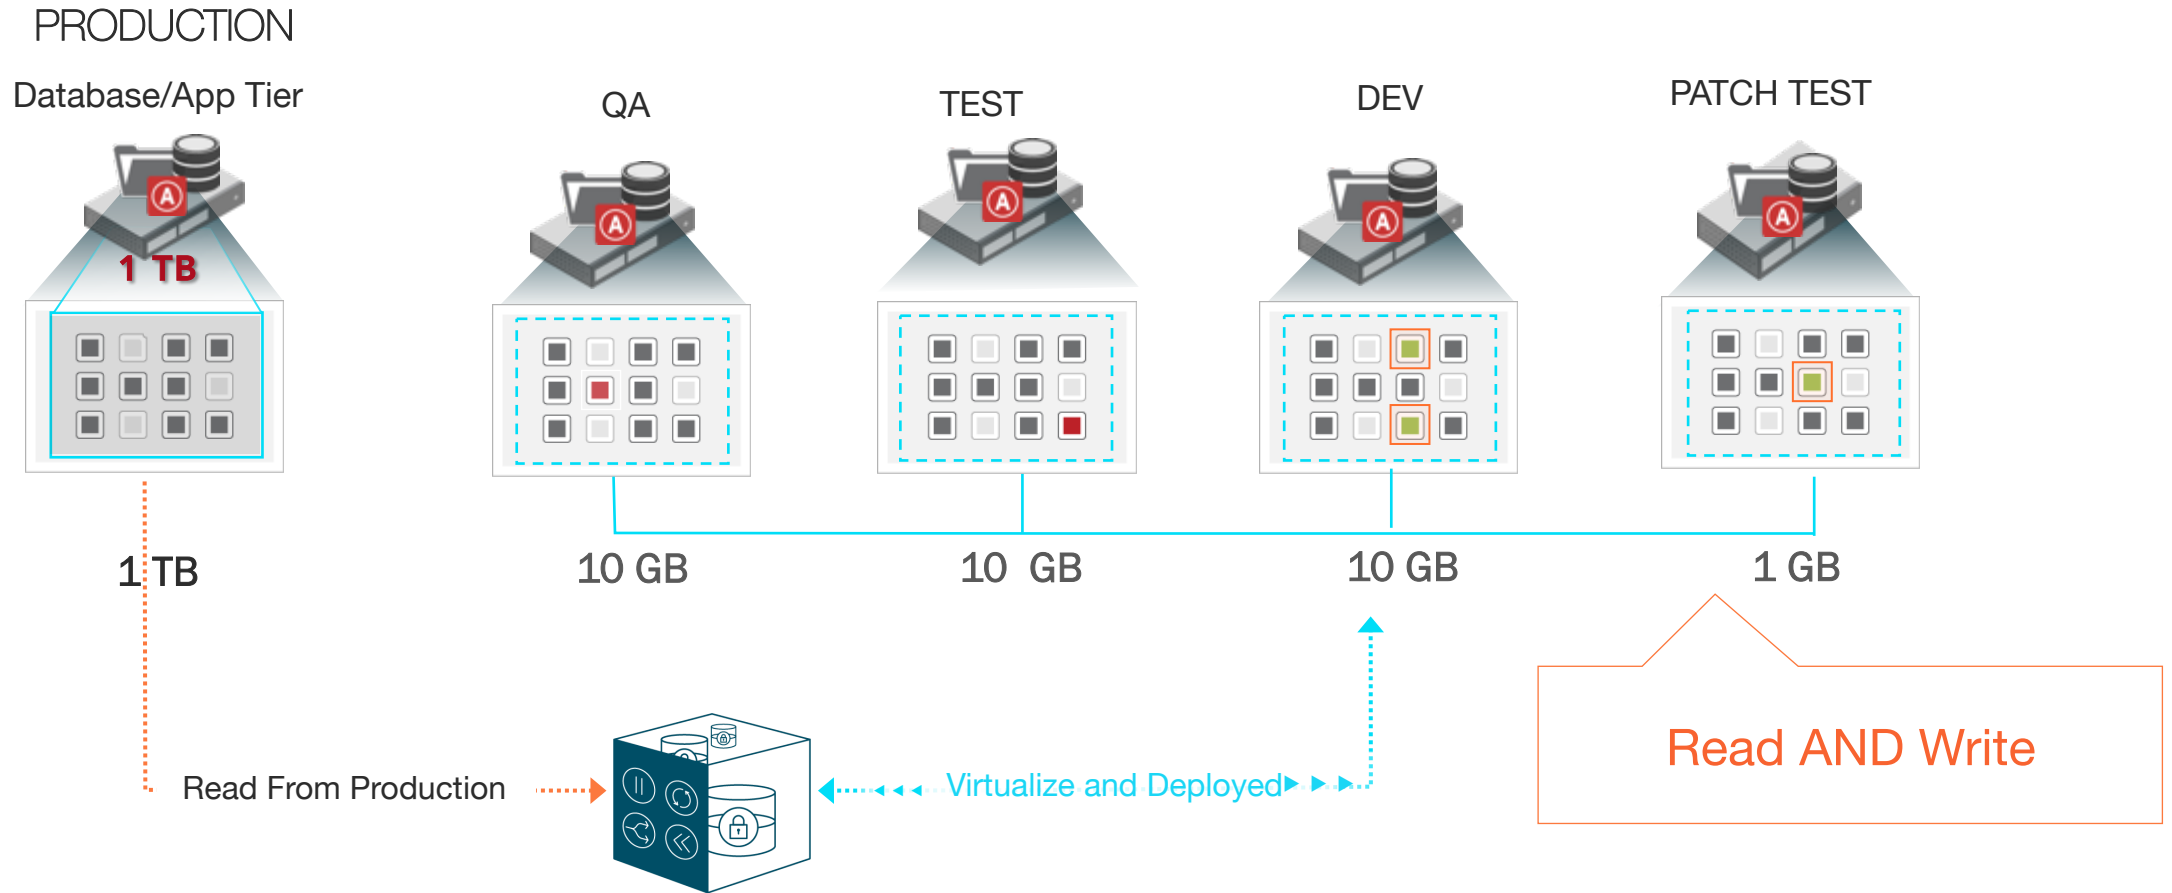 PRODUCTION
Database/App Tier
QA
TEST
DEV
PATCH TEST
A
A
A
A
A
1 TB
1 TB
10 GB
10 GB
10 GB
1 GB
Read From Production
Virtualize and Deployed
Read AND Write